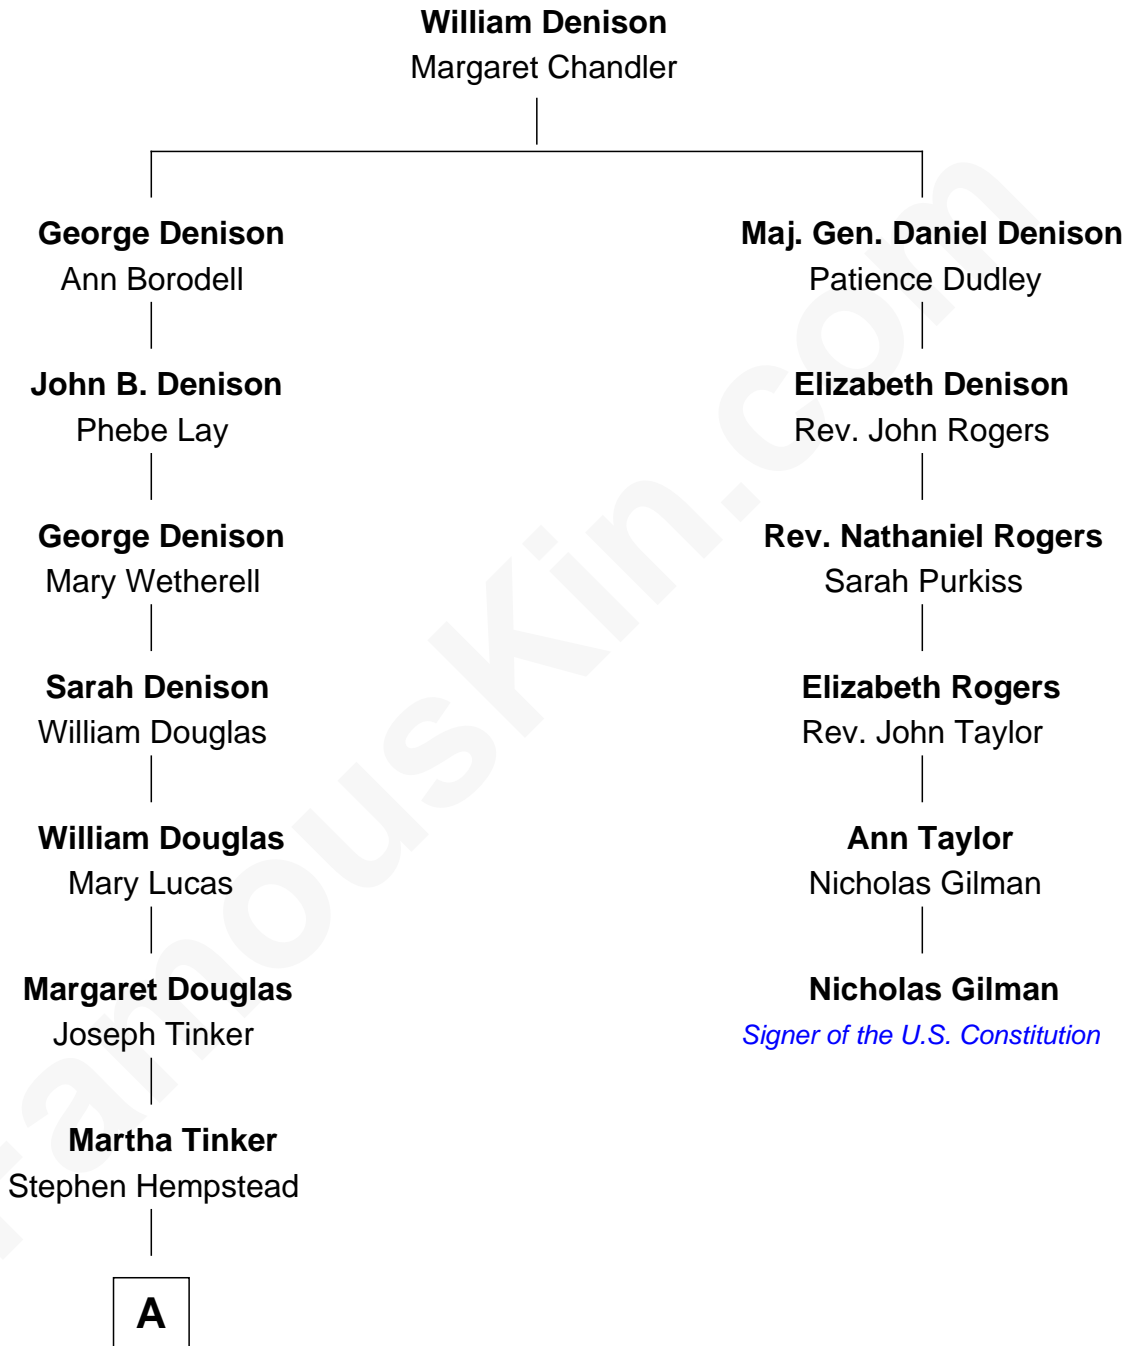 William Denison
Margaret Chandler
George Denison
Ann Borodell
Maj. Gen. Daniel Denison
Patience Dudley
John B. Denison
Phebe Lay
Elizabeth Denison
Rev. John Rogers
George Denison
Mary Wetherell
Rev. Nathaniel Rogers
Sarah Purkiss
Sarah Denison
William Douglas
Elizabeth Rogers
Rev. John Taylor
William Douglas
Mary Lucas
Ann Taylor
Nicholas Gilman
Margaret Douglas
Joseph Tinker
Nicholas Gilman
Signer of the U.S. Constitution
Martha Tinker
Stephen Hempstead
A
FamousKin.com